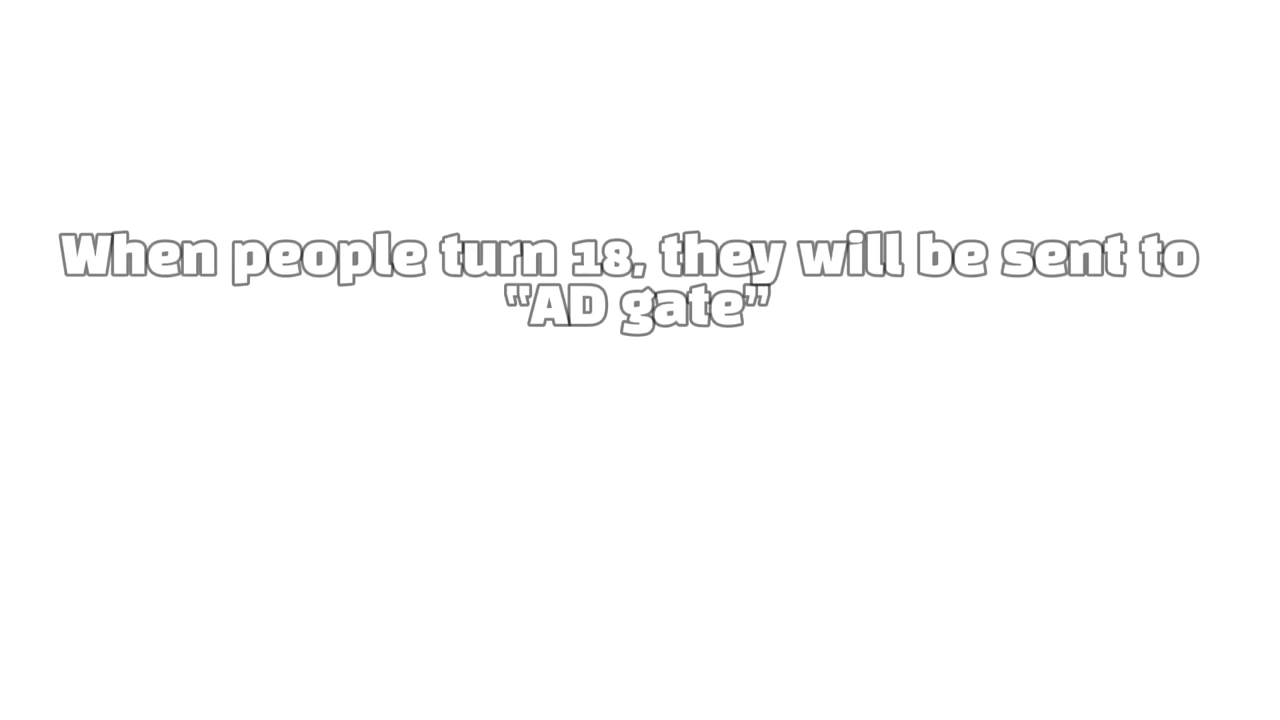 When people turn 18, they will be sent to
“AD gate”